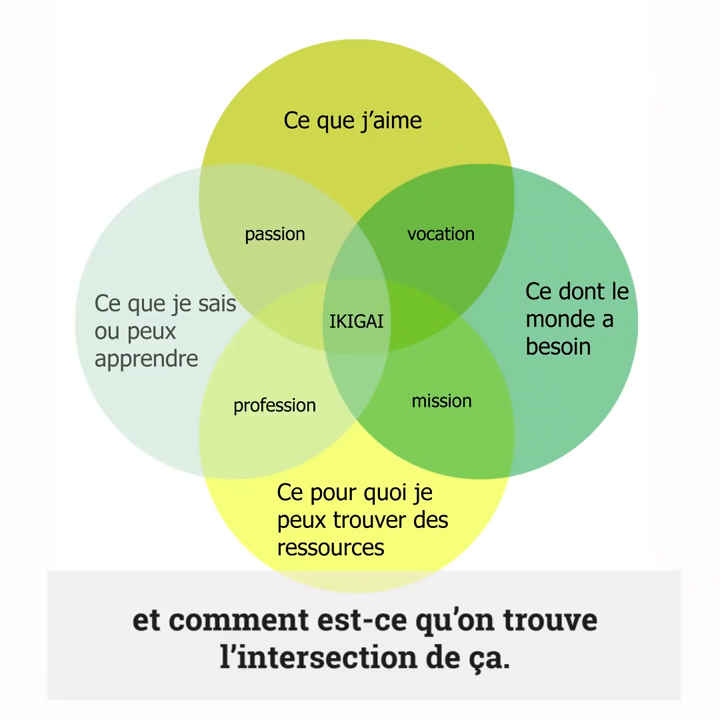 Ce que j’aime
passion
vocation
Ce que je sais
ou peux
apprendre
IKIGAI
Ce dont le
monde a
besoin
profession
mission
Ce pour quoi je
peux trouver des
ressources
et comment est-ce qu’on trouve
l’intersection de ça.